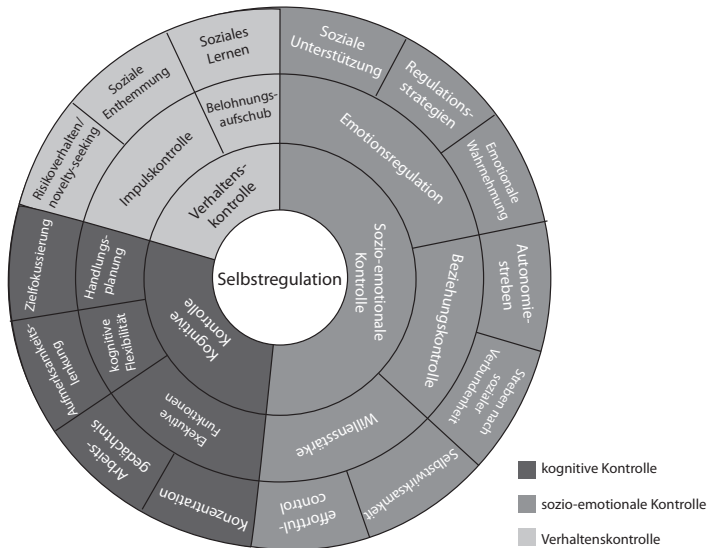 Selbstregulation
Verhaltens-
kontrolle
Impulskontrolle
Belohnungs-
aufschub
Risikoverhalten/
novelty-seeking
Soziale
Enthemmung
Soziales
Lernen
Sozio-emotionale
Kontrolle
Emotionsregulation
Soziale
Unterstützung
Regulations-
strategien
Emotionale
Wahrnehmung
Beziehungskontrolle
Autonomie-
streben
Streben nach
sozialer
Verbundenheit
Willensstärke
Selbstwirksamkeit
effortful-
control
Kognitive
Kontrolle
Exekutive
Funktionen
Konzentration
Arbeits-
gedächtnis
kognitive
Flexibilität
Aufmerksamkeits-
lenkung
Handlungs-
planung
Zielfokussierung
kognitive Kontrolle
sozio-emotionale Kontrolle
Verhaltenskontrolle